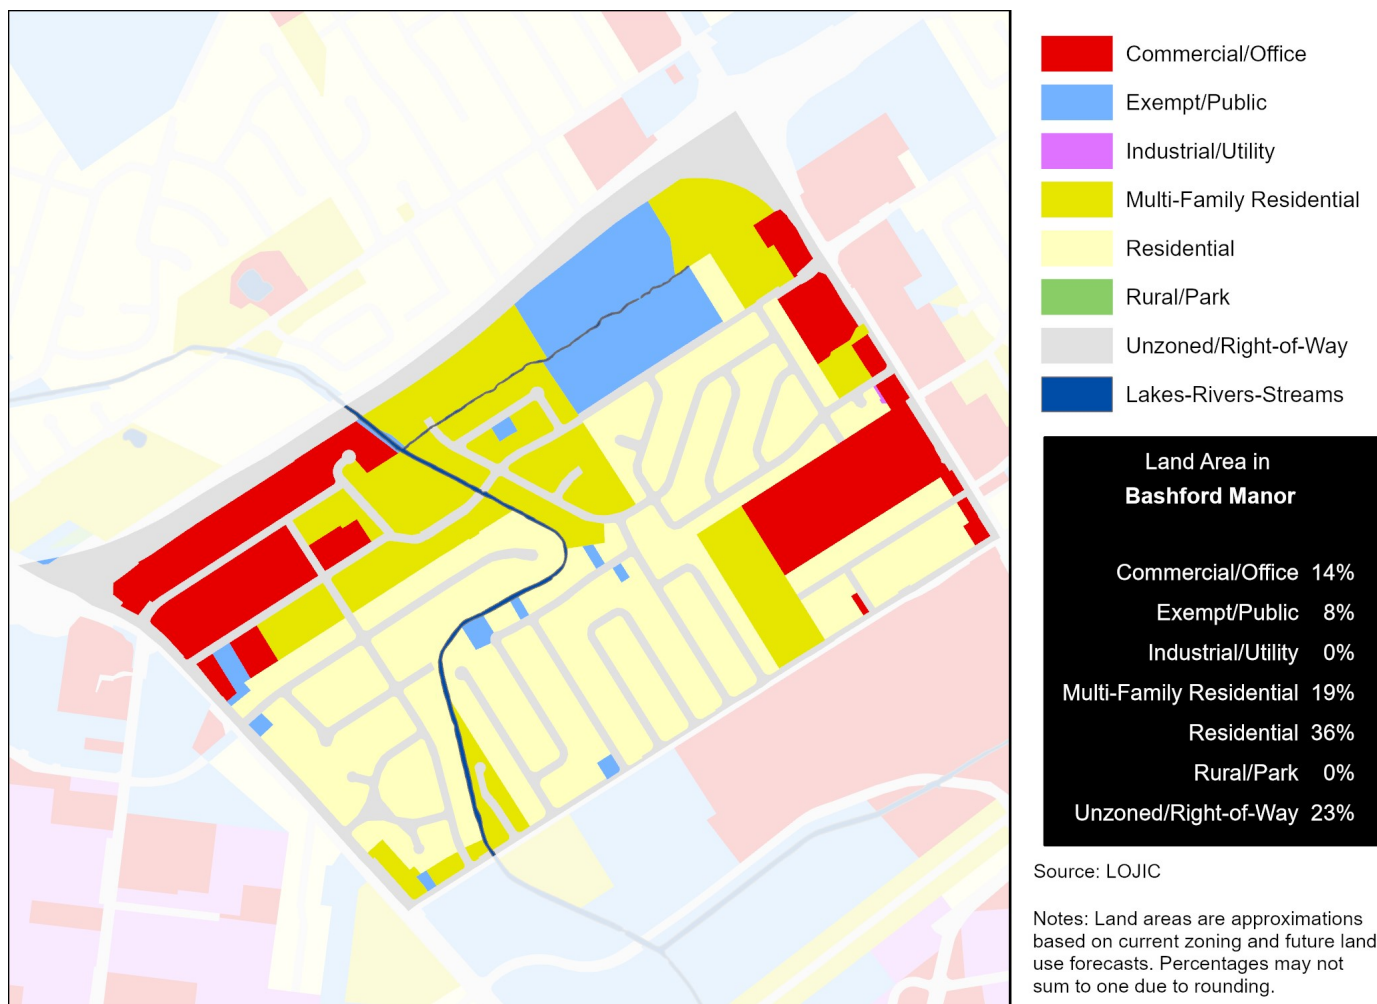 Commercial/Office
Exempt/Public
Industrial/Utility
Multi-Family Residential
Residential
Rural/Park
Unzoned/Right-of-Way
Lakes-Rivers-Streams
Land Area in
Bashford Manor
Commercial/Office 14%
Exempt/Public 8%
Industrial/Utility 0%
Multi-Family Residential 19%
Residential 36%
Rural/Park 0%
Unzoned/Right-of-Way 23%
Source: LOJIC
Notes: Land areas are approximations
based on current zoning and future land
use forecasts. Percentages may not
sum to one due to rounding.